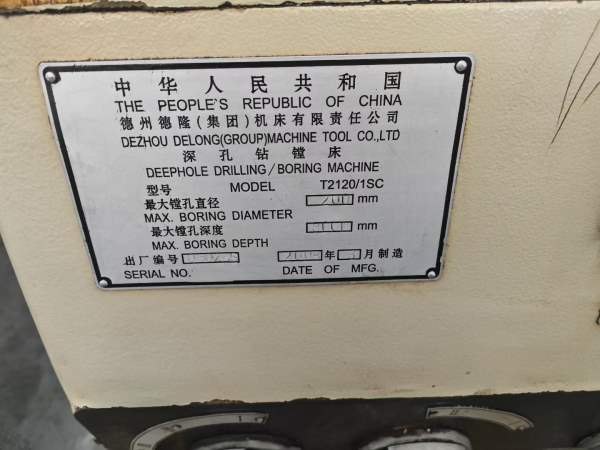 中华人民共和国
THE PEOPLE'S REPUBLIC OF CHINA
德州德隆(集团)机床有限责任公司
DEZHOU DELONG(GROUP)MACHINE TOOL CO.,LTD
深孔钻镗床
DEEPHOLE DRILLING/BORING MACHINE
型号 MODEL T2120/1SC
最大镗孔直径 200 mm
MAX. BORING DIAMETER
最大镗孔深度 mm
MAX. BORING DEPTH
出厂编号 年 月制造
SERIAL NO. DATE OF MFG.